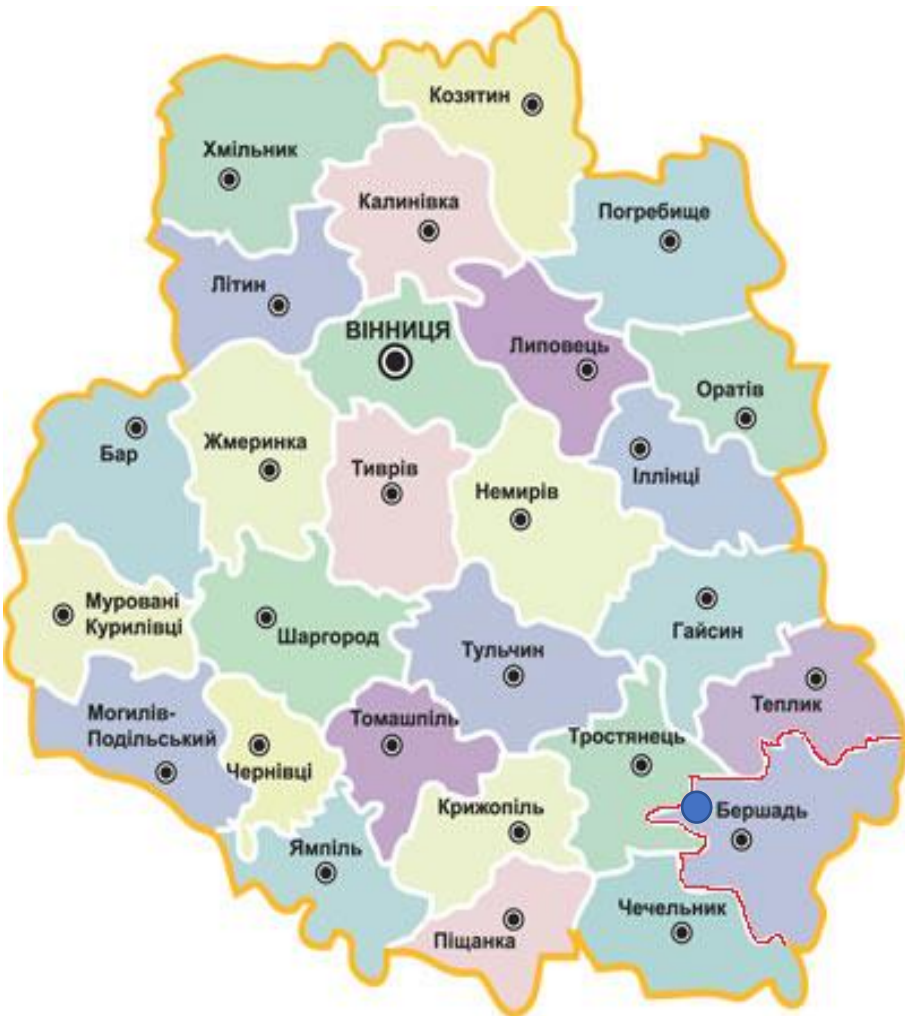 Козятин
Хмільник
Калинівка
Погребище
Літин
ВІННИЦЯ
Липовець
Оратів
Бар
Жмеринка
Тиврів
Немирів
Іллінці
Муровані
Курилівці
Шаргород
Тульчин
Гайсин
Теплик
Могилів-
Подільський
Чернівці
Томашпіль
Тростянець
Крижопіль
Бершадь
Ямпіль
Чечельник
Піщанка